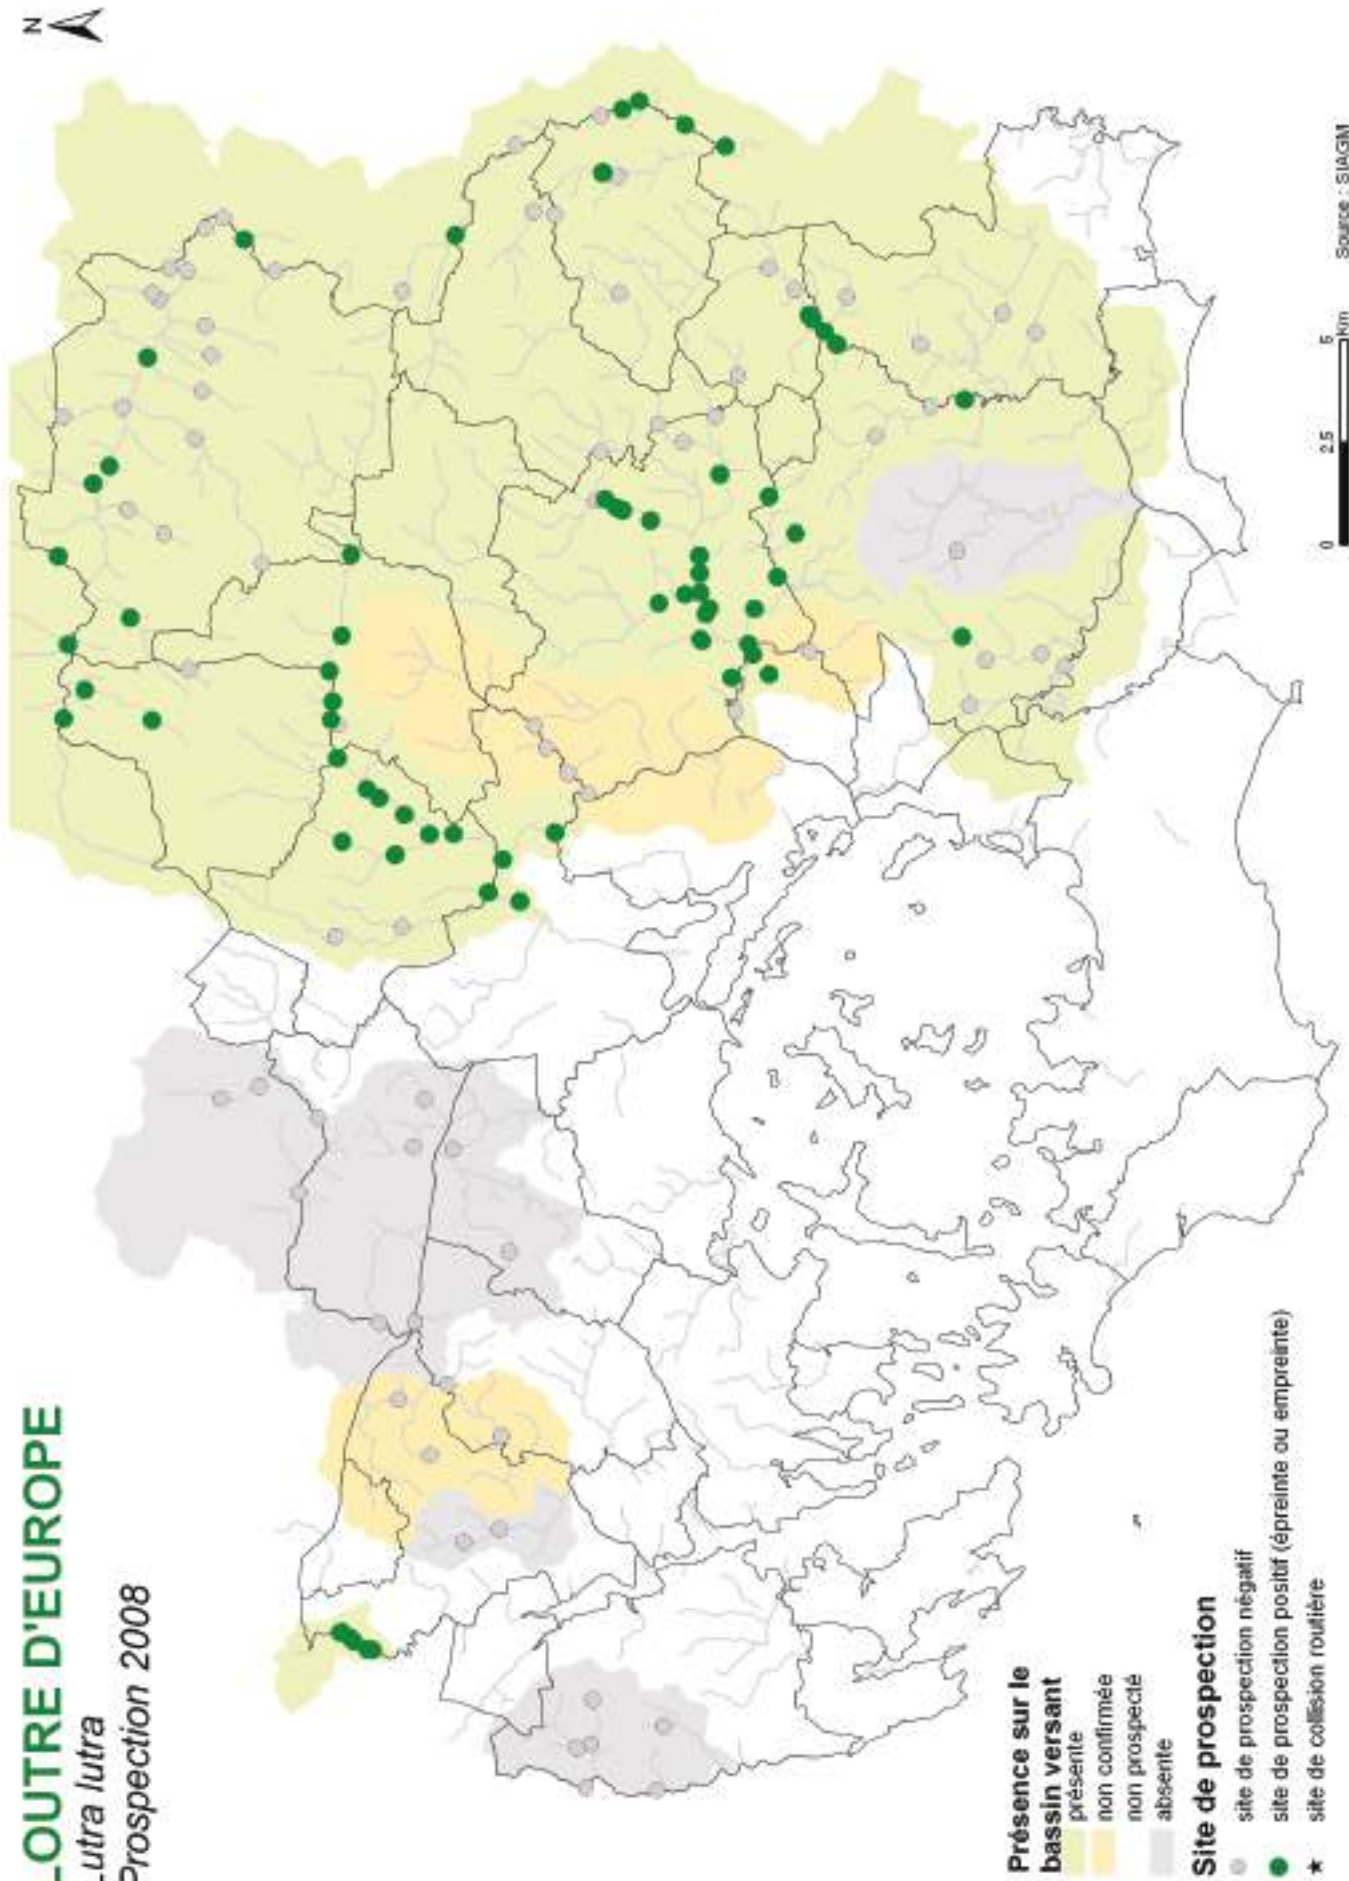 LOUTRE D'EUROPE
Lutra lutra
Prospection 2008
N
Présence sur le
bassin versant
présente
non confirmée
non prospecté
absente
Site de prospection
site de prospection négatif
site de prospection positif (épreinte ou empreinte)
site de collision routière
0 2,5 5
Km
Source : SIAGM